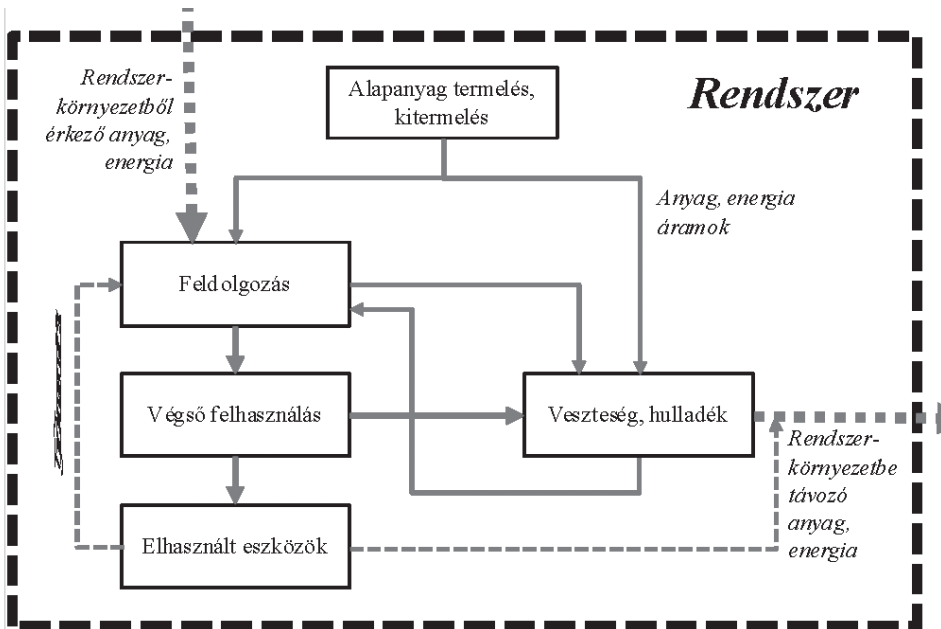 Rendszer-
környezetből
érkező anyag,
energia
Alapanyag termelés,
kitermelés
Rendszer
Anyag, energia
áramok
Feldolgozás
Végső felhasználás
Veszteség, hulladék
Rendszer-
környezetbe
távozó
anyag,
energia
Elhasznált eszközök